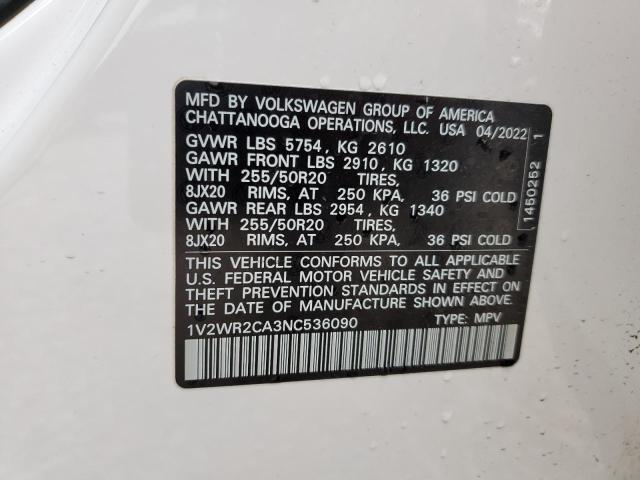 MFD BY VOLKSWAGEN GROUP OF AMERICA
CHATTANOOGA OPERATIONS, LLC. USA 04/2022
GVWR LBS 5754, KG 2610
GAWR FRONT LBS 2910, KG 1320
WITH 255/50R20 TIRES,
8JX20 RIMS, AT 250 KPA, 36 PSI COLD
GAWR REAR LBS 2954, KG 1340
WITH 255/50R20 TIRES,
8JX20 RIMS, AT 250 KPA, 36 PSI COLD
THIS VEHICLE CONFORMS TO ALL APPLICABLE
U.S. FEDERAL MOTOR VEHICLE SAFETY AND
THEFT PREVENTION STANDARDS IN EFFECT ON
THE DATE OF MANUFACTURE SHOWN ABOVE.
1V2WR2CA3NC536090 TYPE: MPV
1450252 1